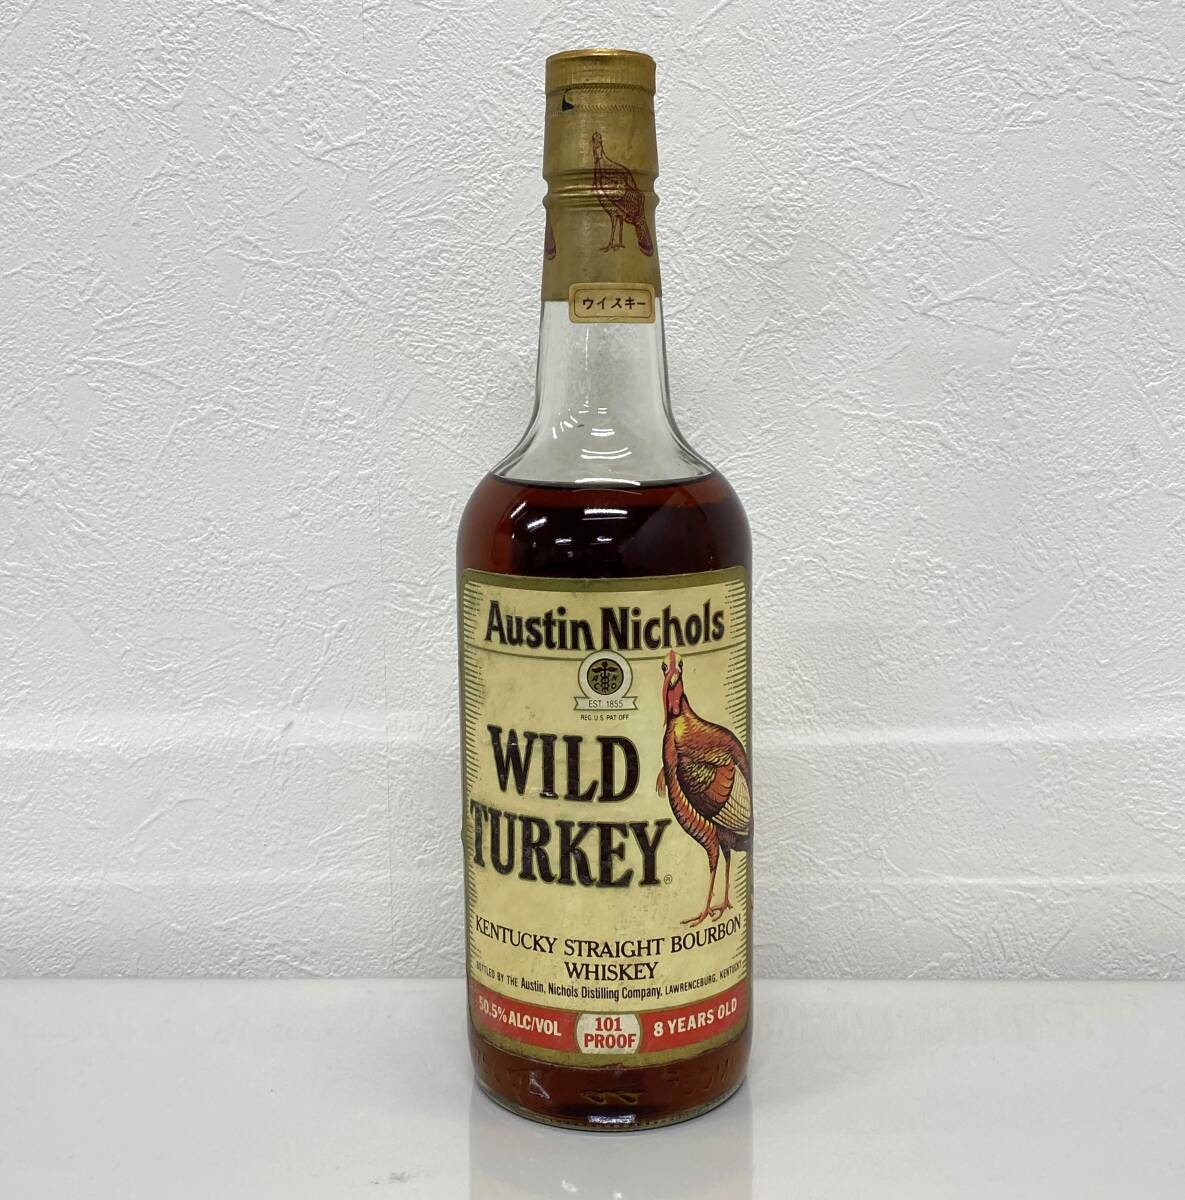 ウイスキー
Austin Nichols
A N
C O
EST. 1855
REG. U.S. PAT. OFF
WILD
TURKEY®
KENTUCKY STRAIGHT BOURBON
WHISKEY
BOTTLED BY THE Austin, Nichols Distilling Company, LAWRENCEBURG, KENTUCKY
50.5% ALC/VOL 101 PROOF 8 YEARS OLD